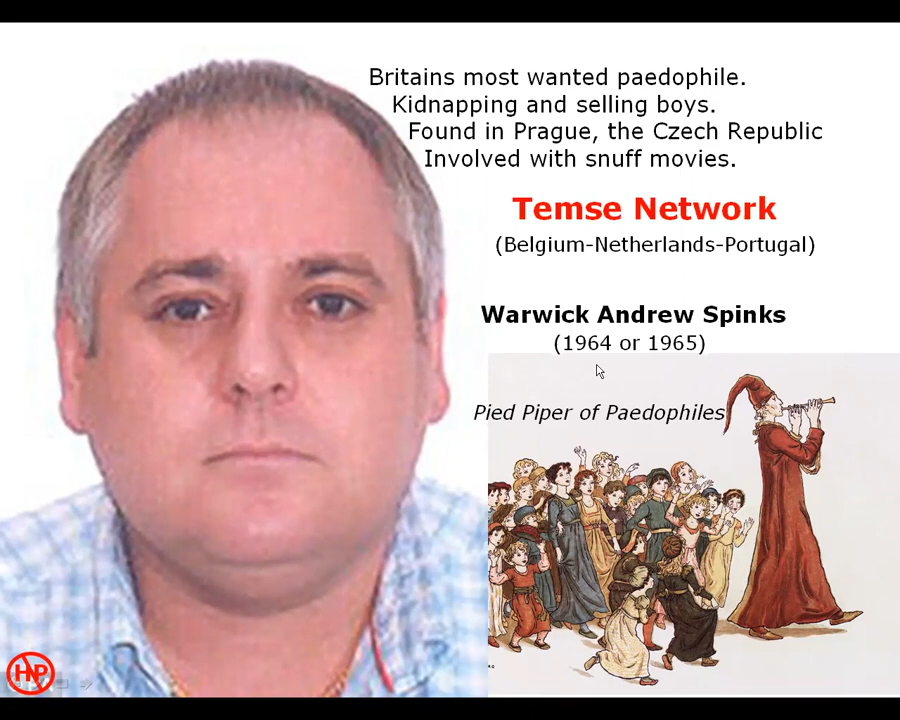 Britains most wanted paedophile.
Kidnapping and selling boys.
Found in Prague, the Czech Republic
Involved with snuff movies.
Temse Network
(Belgium-Netherlands-Portugal)
Warwick Andrew Spinks
(1964 or 1965)
Pied Piper of Paedophiles
HP